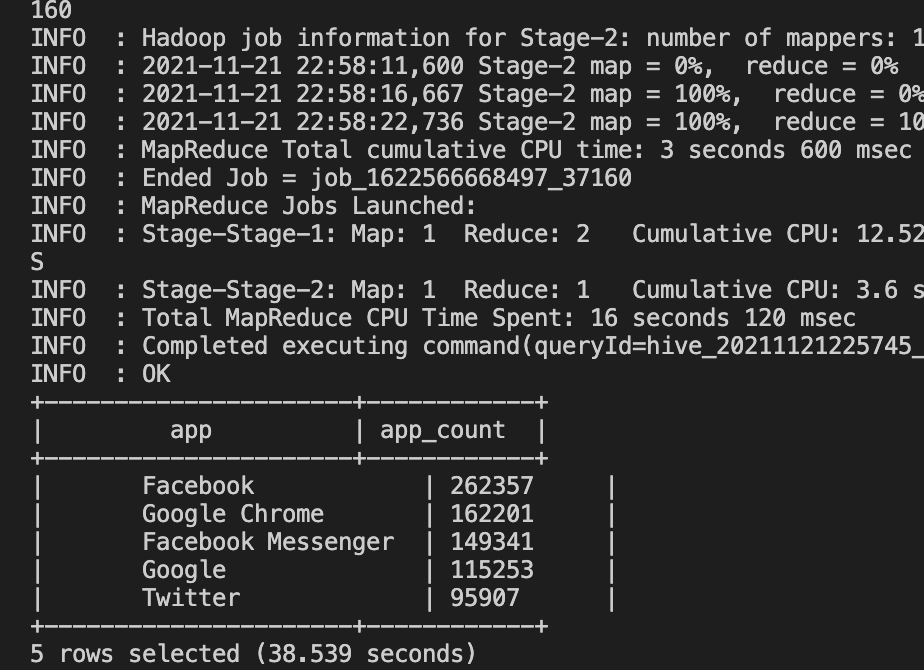 160
INFO  : Hadoop job information for Stage-2: number of mappers: 1
INFO  : 2021-11-21 22:58:11,600 Stage-2 map = 0%,  reduce = 0%
INFO  : 2021-11-21 22:58:16,667 Stage-2 map = 100%,  reduce = 0%
INFO  : 2021-11-21 22:58:22,736 Stage-2 map = 100%,  reduce = 10
INFO  : MapReduce Total cumulative CPU time: 3 seconds 600 msec
INFO  : Ended Job = job_1622566668497_37160
INFO  : MapReduce Jobs Launched:
INFO  : Stage-Stage-1: Map: 1  Reduce: 2   Cumulative CPU: 12.52
S
INFO  : Stage-Stage-2: Map: 1  Reduce: 1   Cumulative CPU: 3.6 s
INFO  : Total MapReduce CPU Time Spent: 16 seconds 120 msec
INFO  : Completed executing command(queryId=hive_20211121225745_
INFO  : OK
+----------------------+-------------+
|         app          | app_count  |
+----------------------+-------------+
|       Facebook            | 262357     |
|       Google Chrome       | 162201     |
|       Facebook Messenger  | 149341     |
|       Google              | 115253     |
|       Twitter             | 95907      |
+----------------------+-------------+
5 rows selected (38.539 seconds)